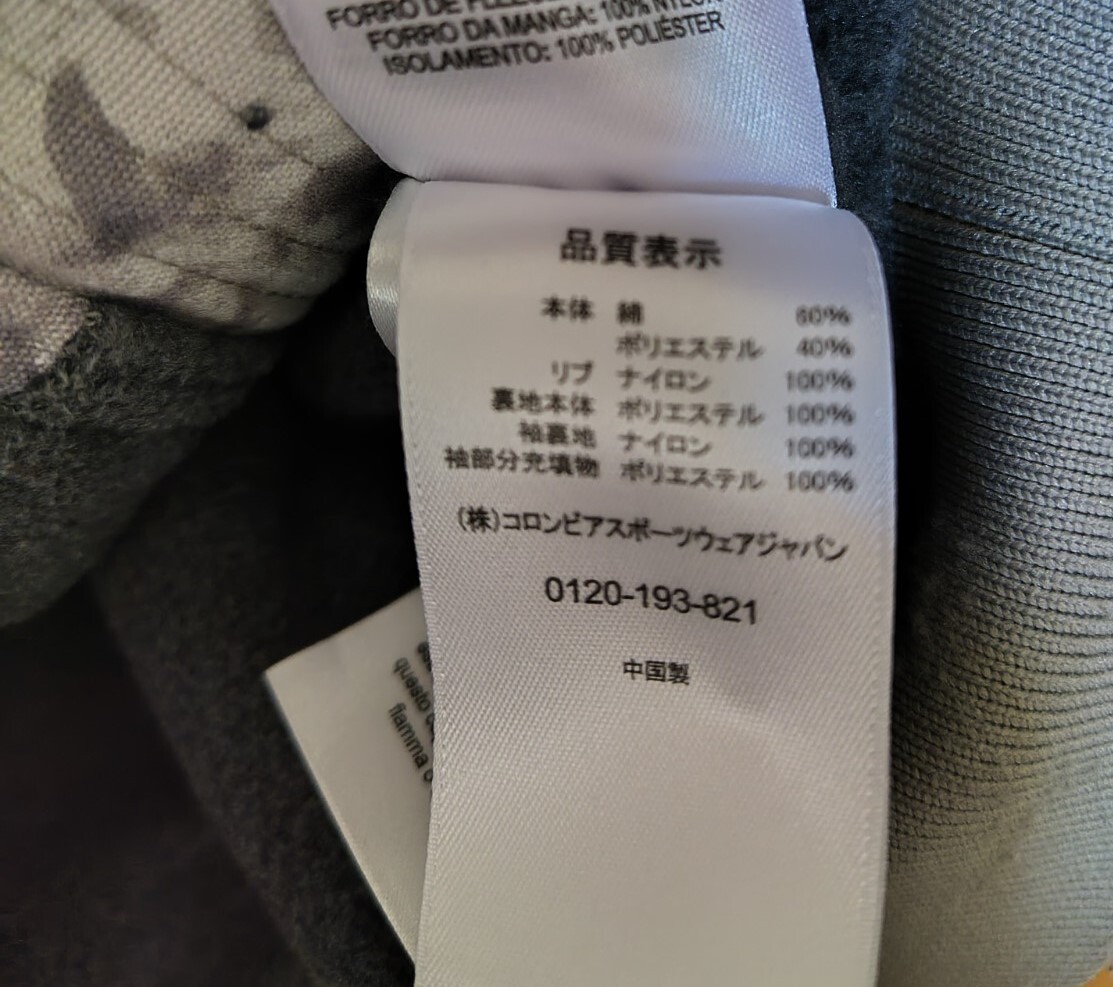 FORRO DE
FORRO DA MANGA: 100% NYLON
ISOLAMENTO: 100% POLIÉSTER
品質表示
本体 綿 60%
ポリエステル 40%
リブ ナイロン 100%
裏地本体 ポリエステル 100%
袖裏地 ナイロン 100%
袖部分充填物 ポリエステル 100%
(株)コロンビアスポーツウェアジャパン
0120-193-821
中国製
questo
fiamma